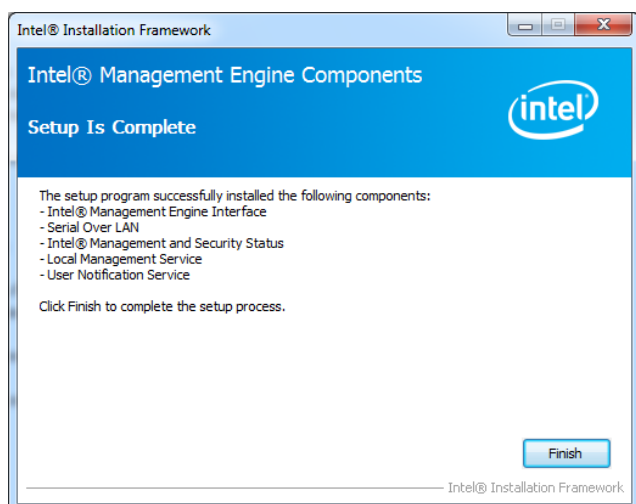 Intel® Installation Framework
Intel® Management Engine Components
intel
Setup Is Complete
The setup program successfully installed the following components:
- Intel® Management Engine Interface
- Serial Over LAN
- Intel® Management and Security Status
- Local Management Service
- User Notification Service
Click Finish to complete the setup process.
Finish
Intel® Installation Framework